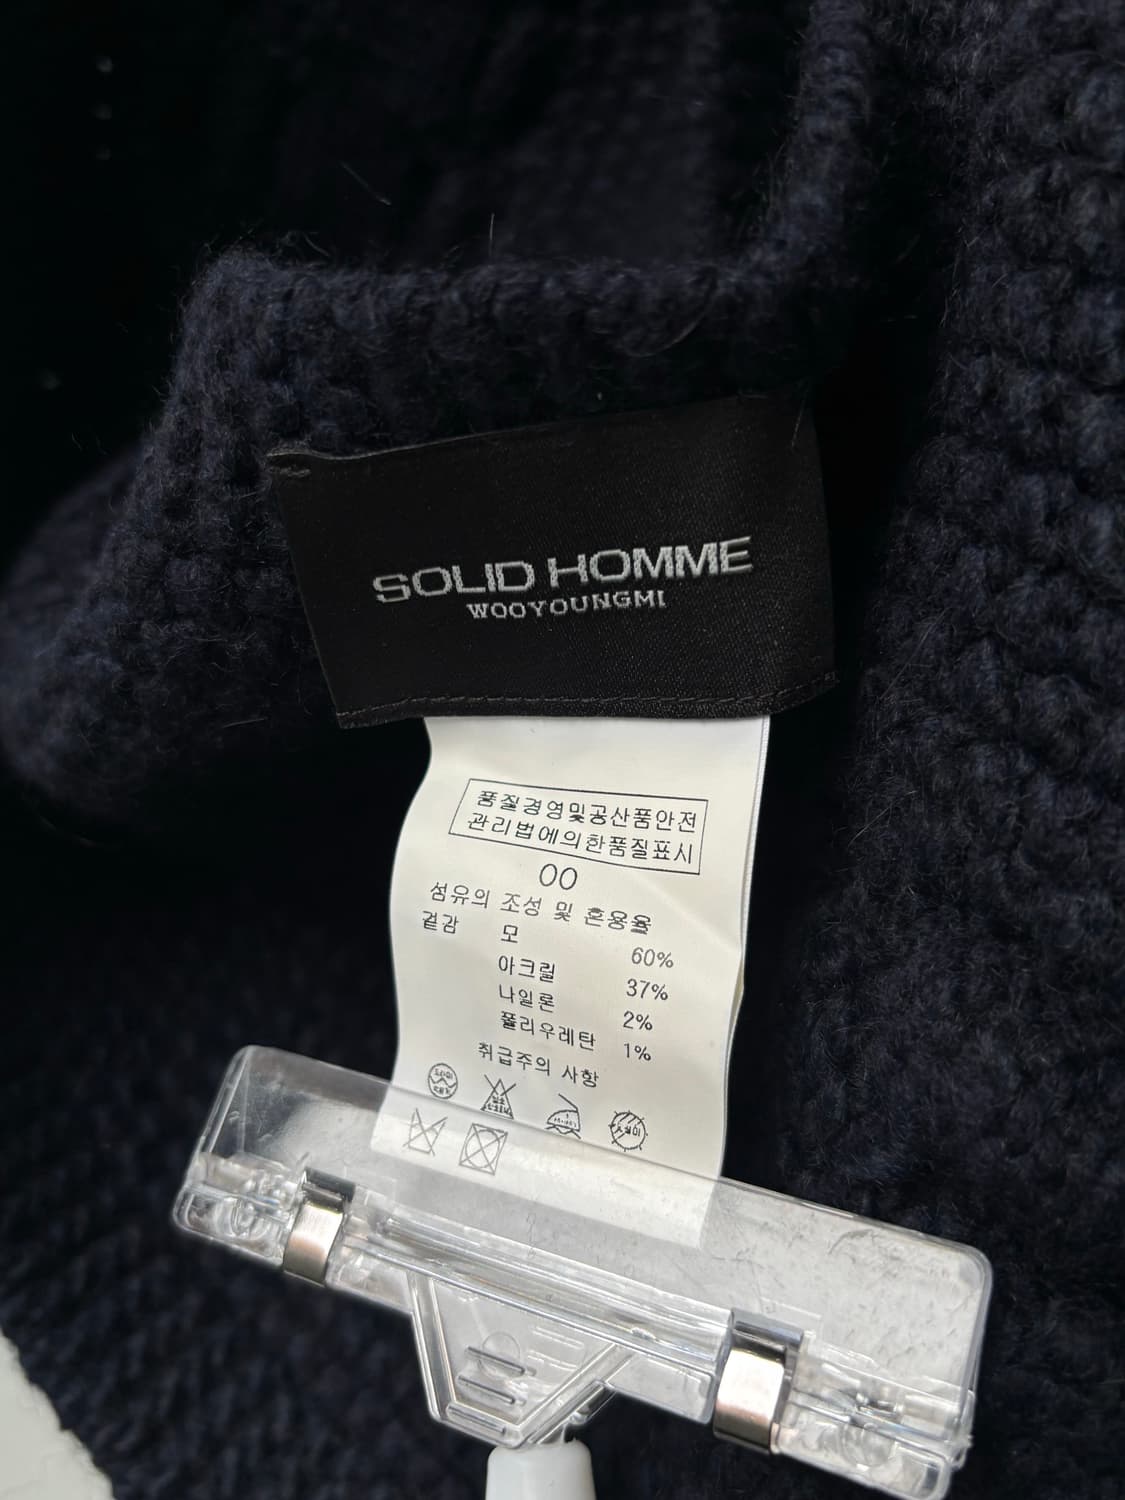 SOLID HOMME
WOOYOUNGMI
품질경영및공산품안전
관리법에의한품질표시
00
섬유의 조성 및 혼용율
겉감 모 60%
아크릴 37%
나일론 2%
폴리우레탄 1%
취급주의 사항
드라이